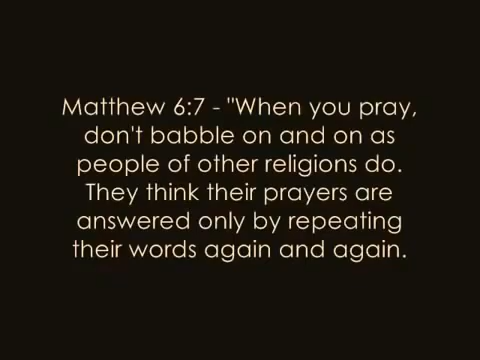 Matthew 6:7 - "When you pray,
don't babble on and on as
people of other religions do.
They think their prayers are
answered only by repeating
their words again and again.